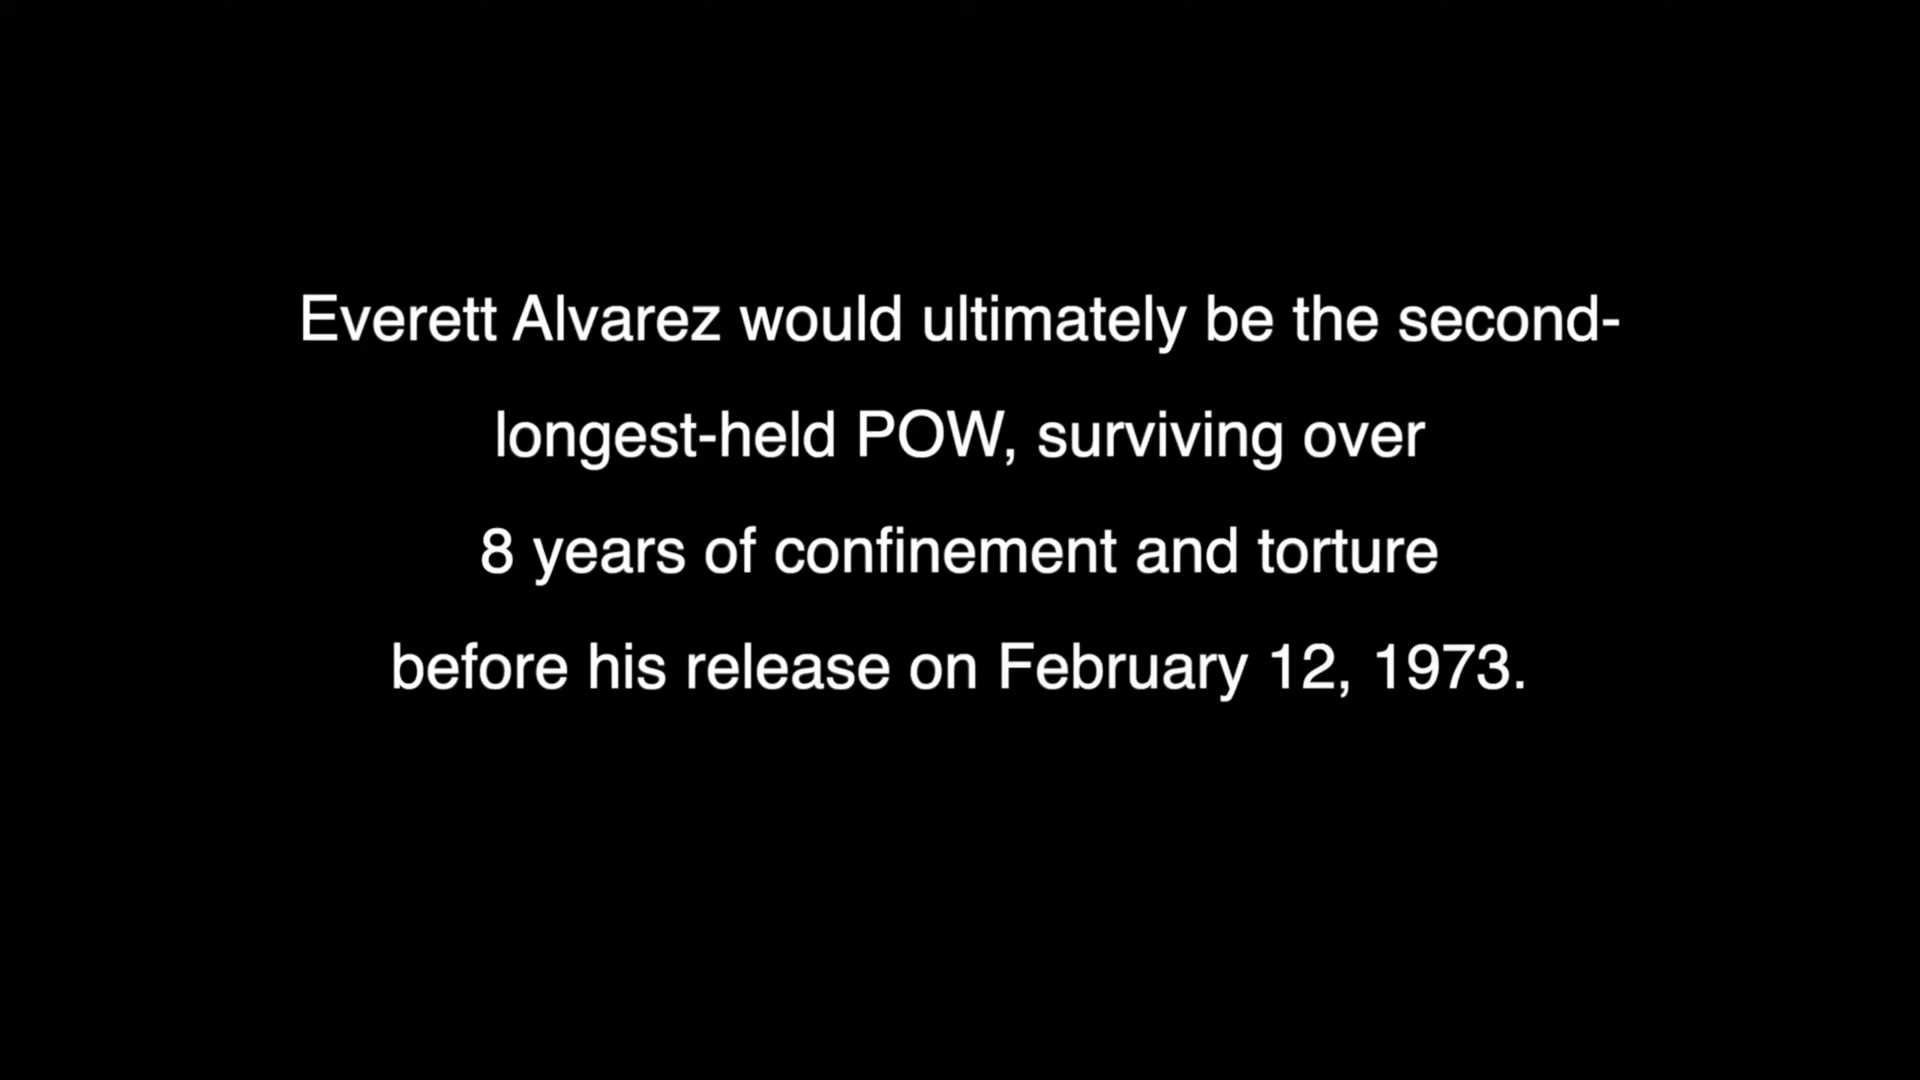 Everett Alvarez would ultimately be the second-
longest-held POW, surviving over
8 years of confinement and torture
before his release on February 12, 1973.